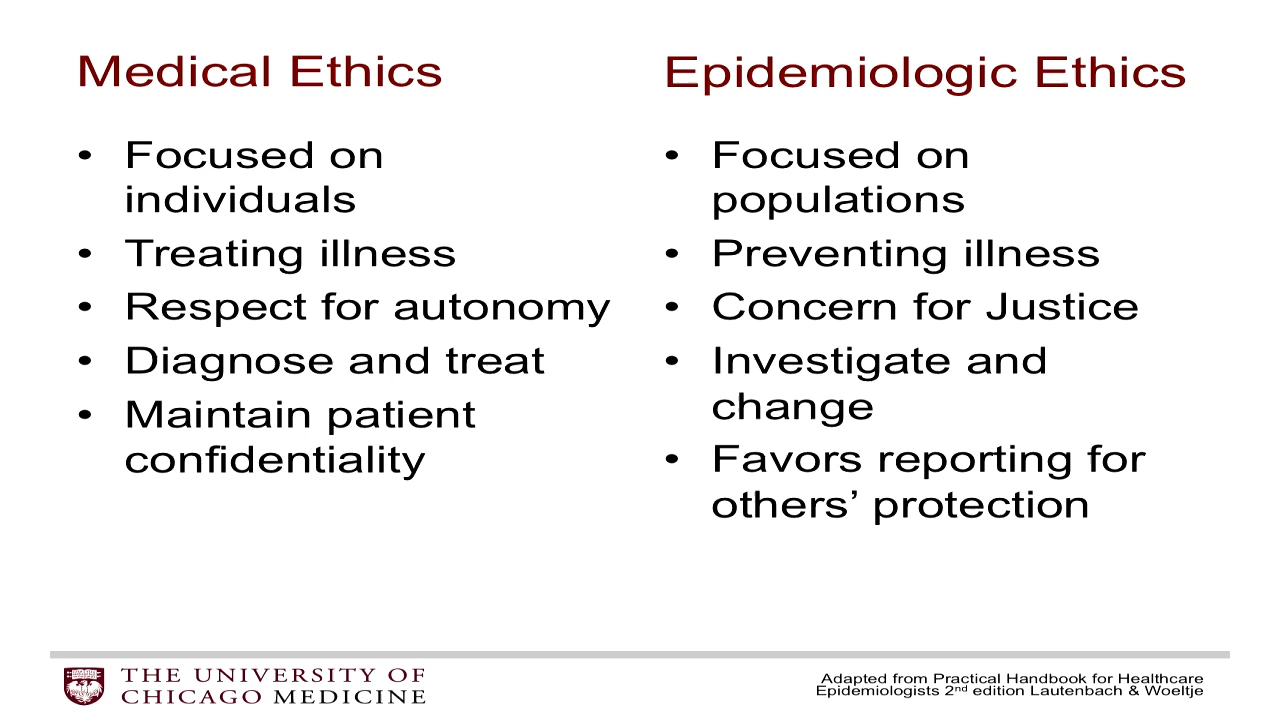 Medical Ethics
• Focused on
individuals
• Treating illness
• Respect for autonomy
• Diagnose and treat
• Maintain patient
confidentiality
Epidemiologic Ethics
• Focused on
populations
• Preventing illness
• Concern for Justice
• Investigate and
change
• Favors reporting for
others’ protection
THE UNIVERSITY OF
CHICAGO MEDICINE
Adapted from Practical Handbook for Healthcare
Epidemiologists 2nd edition Lautenbach & Woeltje